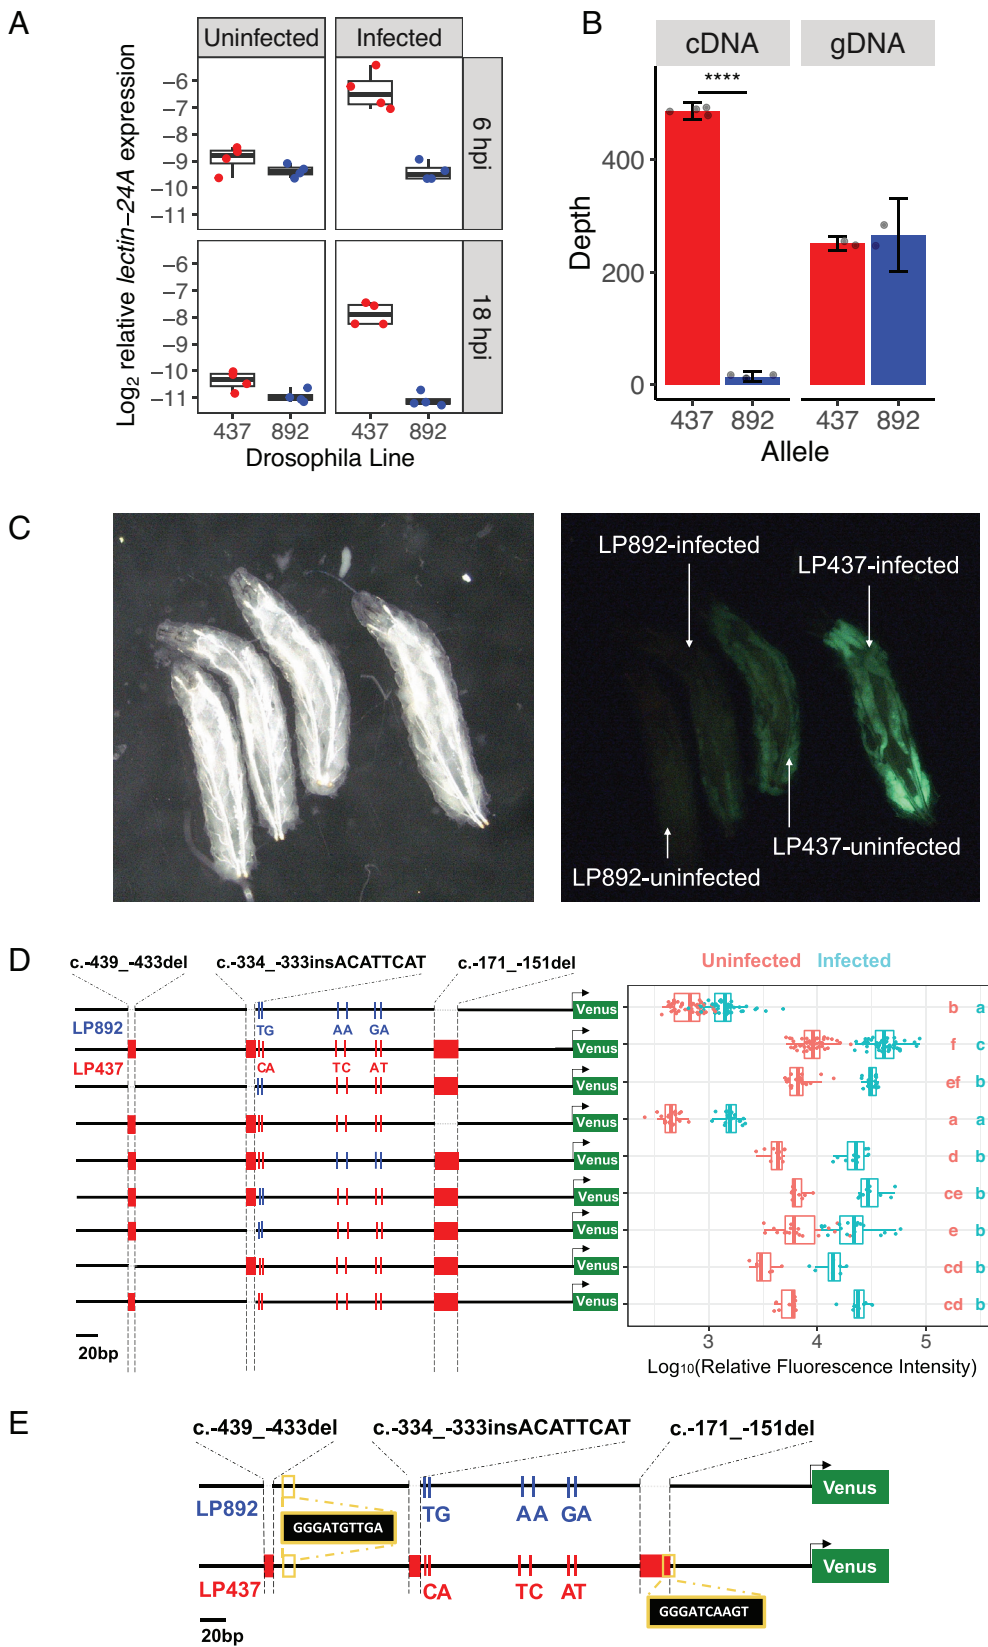 A
Uninfected
Infected
Log2 relative lectin−24A expression
−6
−7
−8
−9
−10
−11
6 hpi
−6
−7
−8
−9
−10
−11
18 hpi
437
892
437
892
Drosophila Line
B
cDNA
gDNA
****
Depth
400
200
0
437
892
437
892
Allele
C
LP892-infected
LP437-infected
LP437-uninfected
LP892-uninfected
D
c.-439_-433del
c.-334_-333insACATTCAT
c.-171_-151del
LP892
TG
AA
GA
Venus
LP437
CA
TC
AT
Venus
Venus
Venus
Venus
Venus
Venus
Venus
Venus
20bp
Uninfected
Infected
b a
f c
ef b
a a
d b
ce b
e b
cd b
cd b
3
4
5
Log10(Relative Fluorescence Intensity)
E
c.-439_-433del
c.-334_-333insACATTCAT
c.-171_-151del
LP892
TG
AA
GA
Venus
GGGATGTTGA
LP437
CA
TC
AT
Venus
GGGATCAAGT
20bp